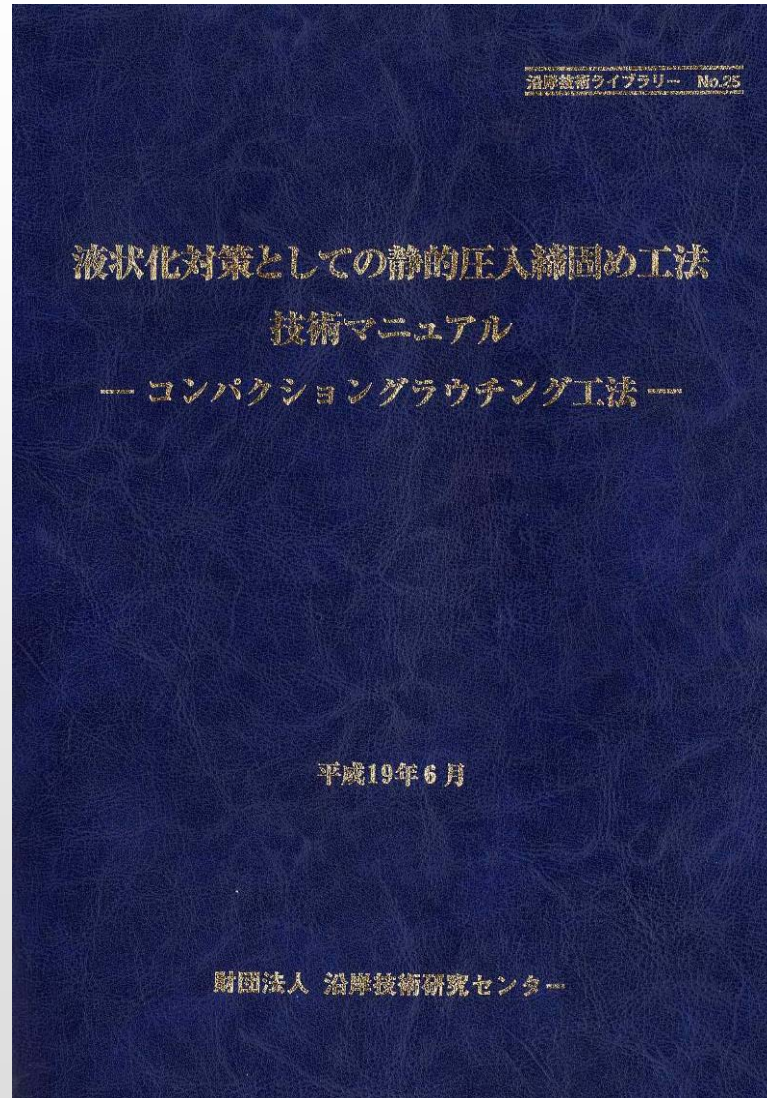 沿岸技術ライブラリー No.25
液状化対策としての静的圧入締固め工法
技術マニュアル
― コンパクショングラウチング工法 ―
平成19年6月
財団法人 沿岸技術研究センター